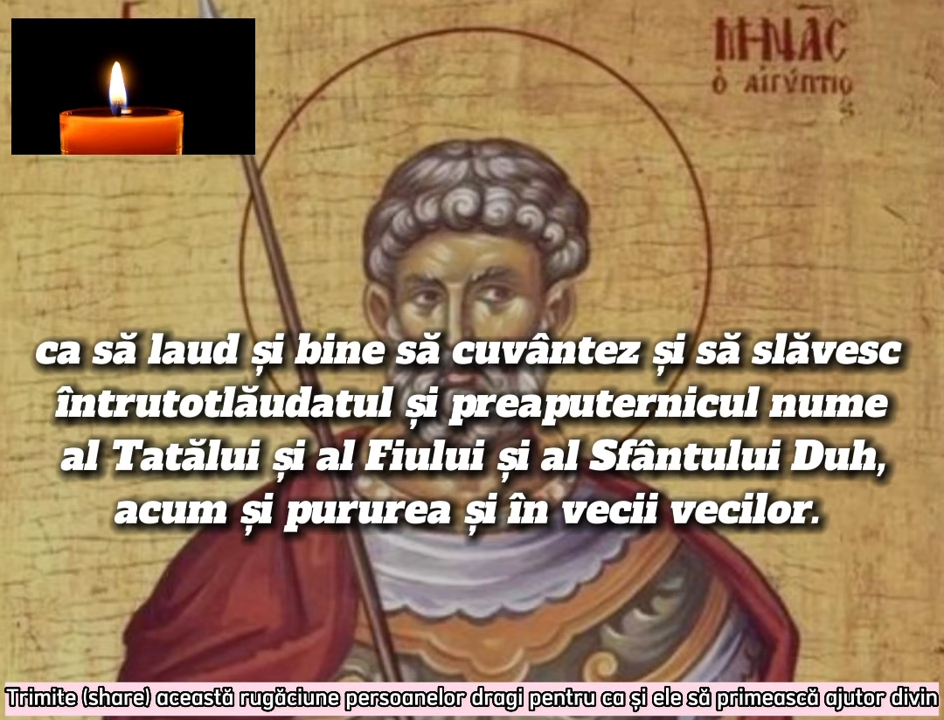 ΜΗΝΑC
ὁ ΑΙΓΥΠΤΙΟ
ς
ca să laud și bine să cuvântez și să slăvesc
întrutotlăudatul și preaputernicul nume
al Tatălui și al Fiului și al Sfântului Duh,
acum și pururea și în vecii vecilor.
Trimite (share) această rugăciune persoanelor dragi pentru ca și ele să primească ajutor divin